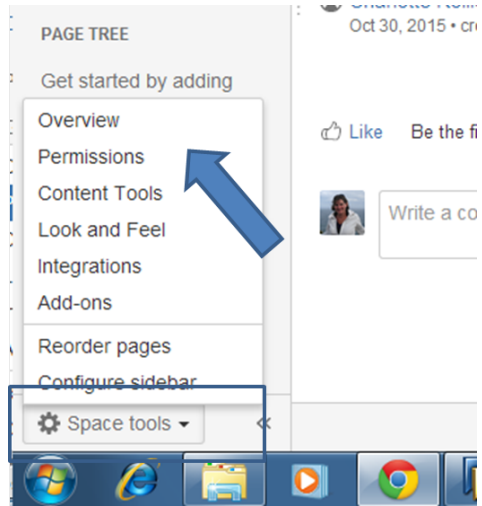 PAGE TREE
Oct 30, 2015 • cr
Get started by adding
Overview
Permissions
Content Tools
Look and Feel
Integrations
Add-ons
Reorder pages
Configure sidebar
Space tools
Like Be the fi
Write a co